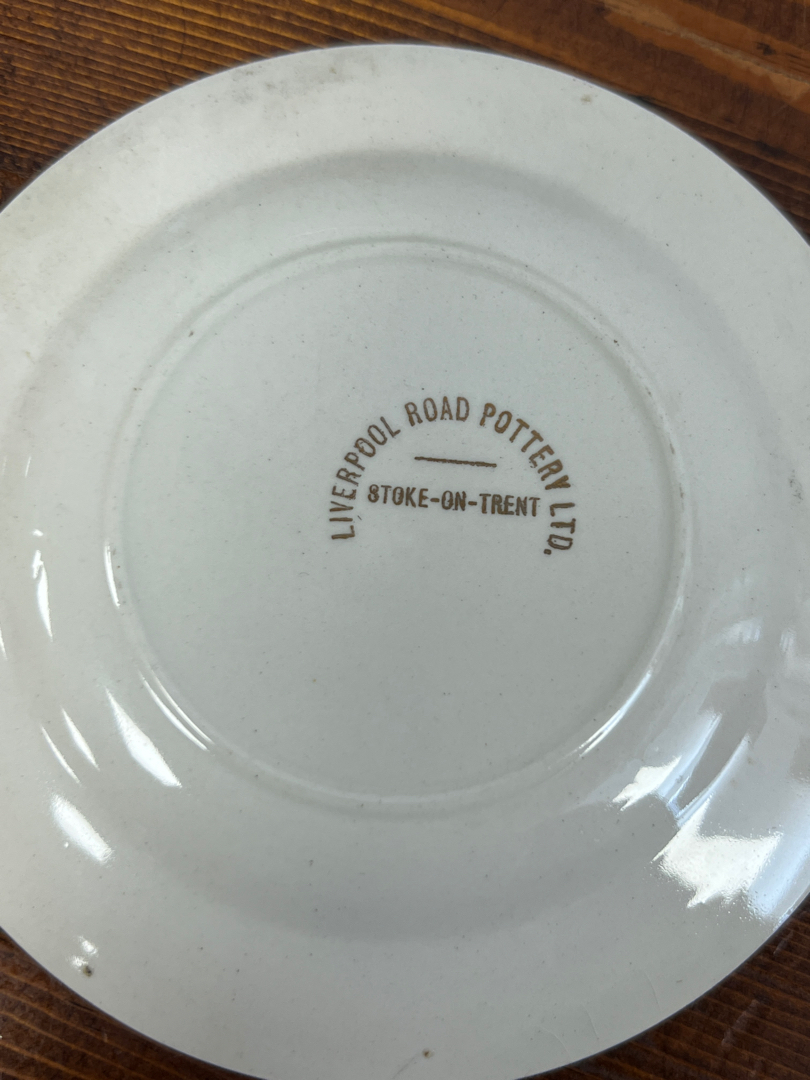 LIVERPOOL ROAD POTTERY LTD.
STOKE-ON-TRENT